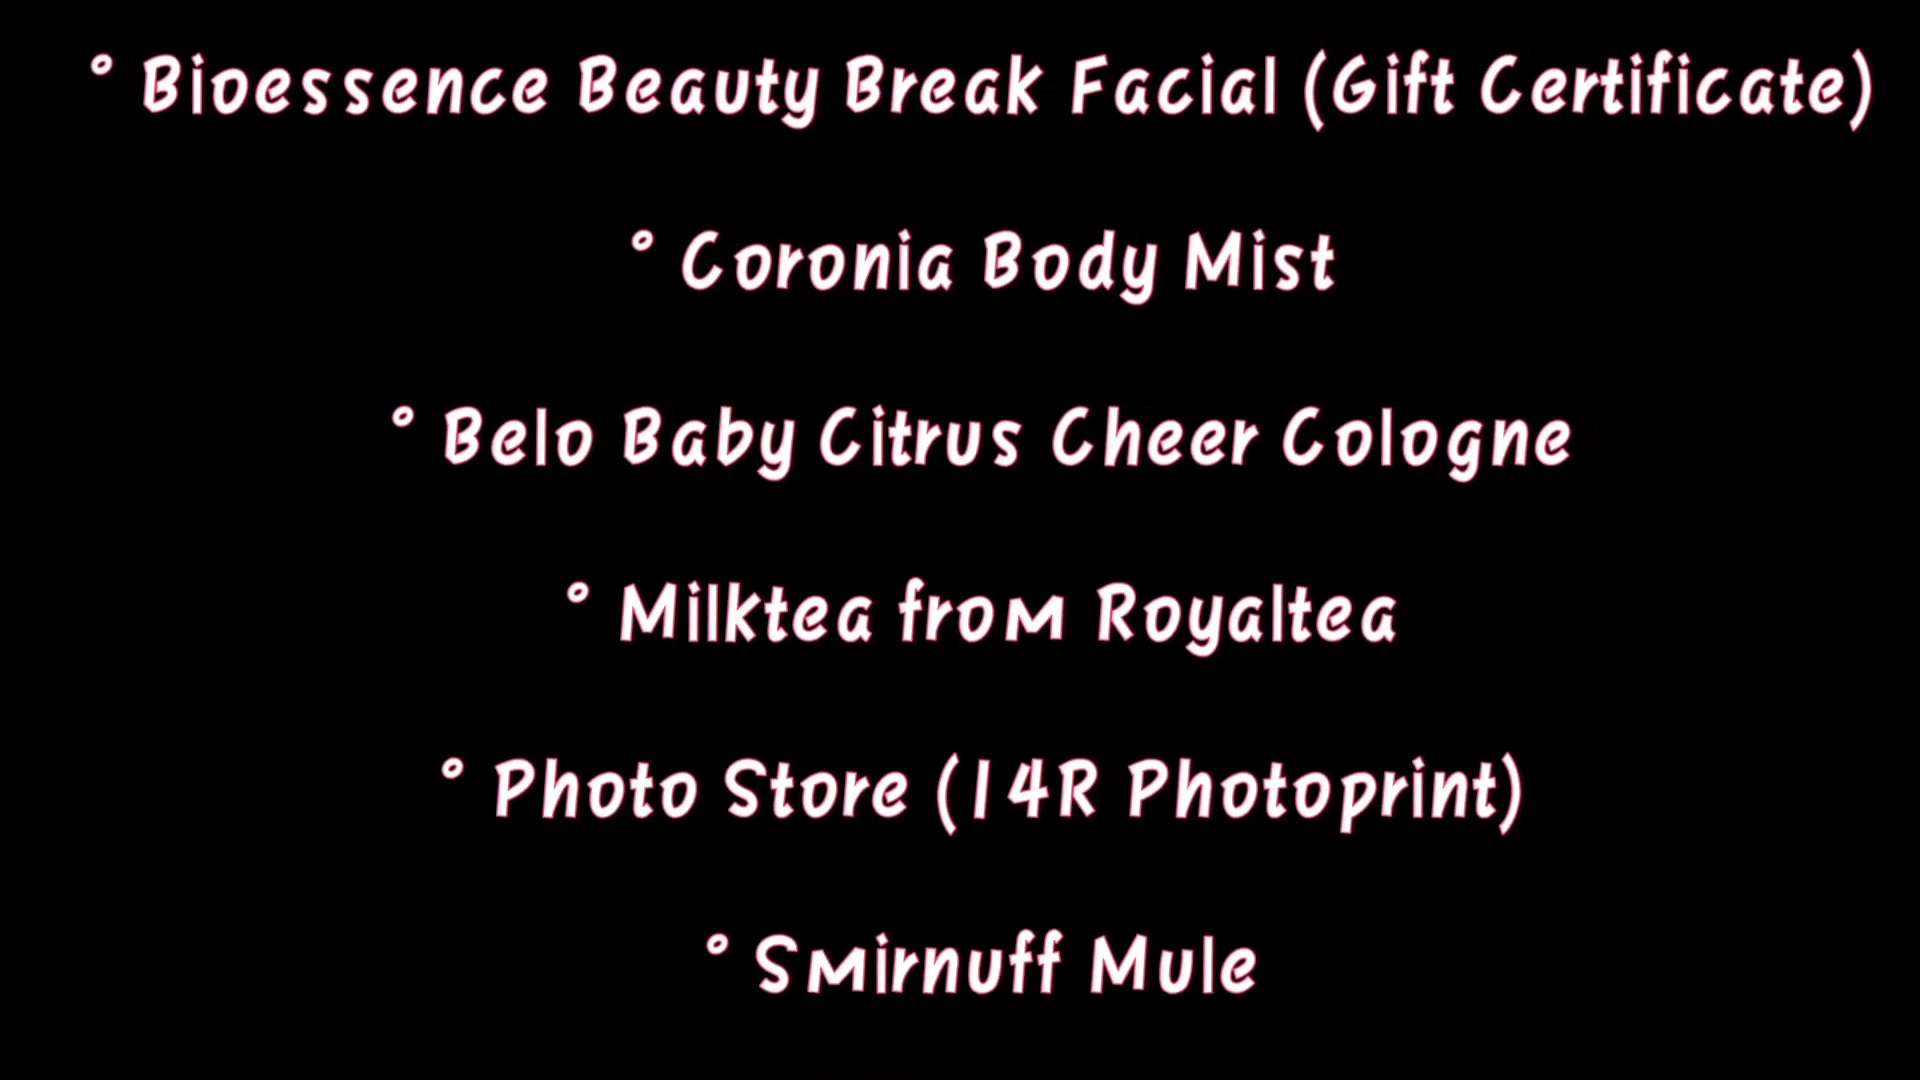 ° Bioessence Beauty Break Facial (Gift Certificate)
° Coronia Body Mist
° Belo Baby Citrus Cheer Cologne
° Milktea from Royaltea
° Photo Store (14R Photoprint)
° Smirnuff Mule